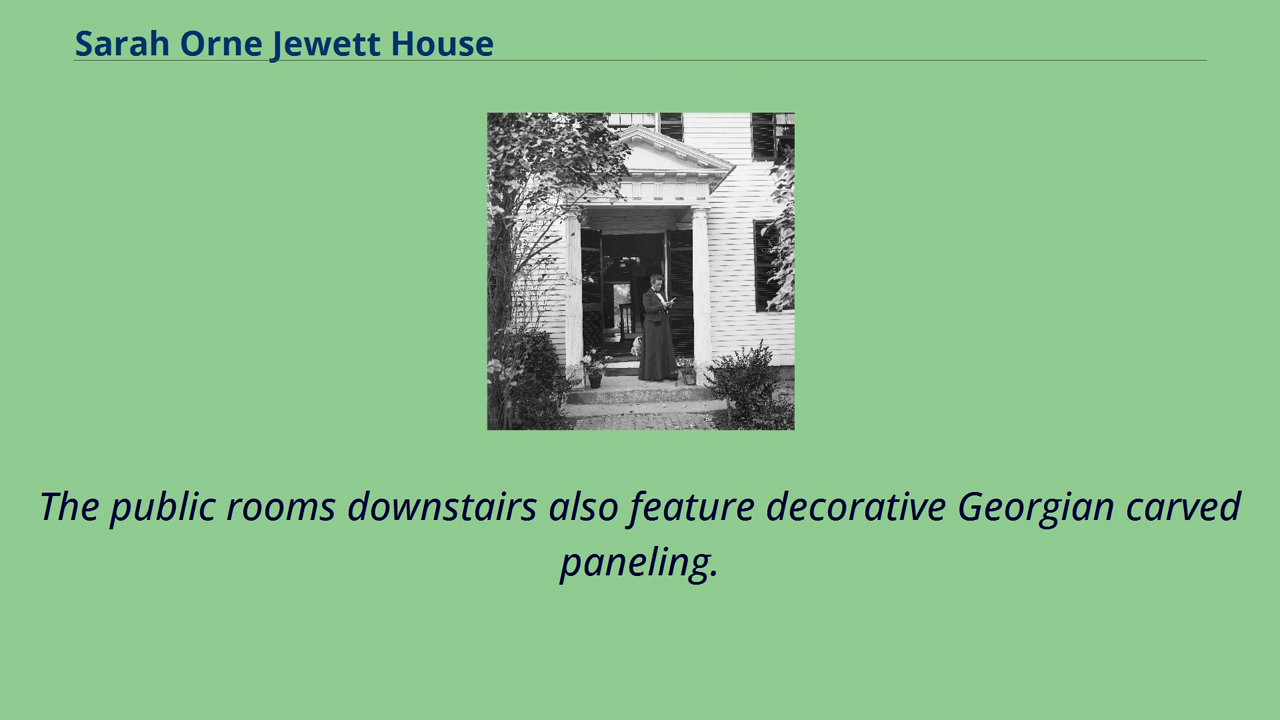 Sarah Orne Jewett House
The public rooms downstairs also feature decorative Georgian carved
paneling.